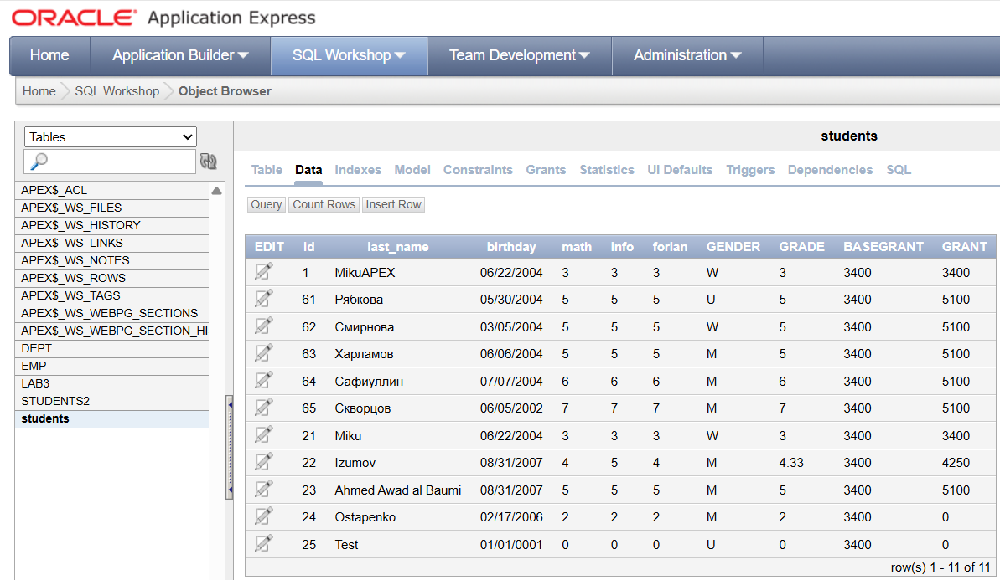 ORACLE® Application Express
Home Application Builder SQL Workshop Team Development Administration
Home SQL Workshop Object Browser
Tables
students
Table Data Indexes Model Constraints Grants Statistics UI Defaults Triggers Dependencies SQL
APEX$_ACL
APEX$_WS_FILES
APEX$_WS_HISTORY
APEX$_WS_LINKS
APEX$_WS_NOTES
APEX$_WS_ROWS
APEX$_WS_TAGS
APEX$_WS_WEBPG_SECTIONS
APEX$_WS_WEBPG_SECTION_HI
DEPT
EMP
LAB3
STUDENTS2
students
Query Count Rows Insert Row
EDIT id last_name birthday math info forlan GENDER GRADE BASEGRANT GRANT
1 MikuAPEX 06/22/2004 3 3 3 W 3 3400 3400
61 Рябкова 05/30/2004 5 5 5 U 5 3400 5100
62 Смирнова 03/05/2004 5 5 5 W 5 3400 5100
63 Харламов 06/06/2004 5 5 5 M 5 3400 5100
64 Сафиуллин 07/07/2004 6 6 6 M 6 3400 5100
65 Скворцов 06/05/2002 7 7 7 M 7 3400 5100
21 Miku 06/22/2004 3 3 3 W 3 3400 3400
22 Izumov 08/31/2007 4 5 4 M 4.33 3400 4250
23 Ahmed Awad al Baumi 08/31/2007 5 5 5 M 5 3400 5100
24 Ostapenko 02/17/2006 2 2 2 M 2 3400 0
25 Test 01/01/0001 0 0 0 U 0 3400 0
row(s) 1 - 11 of 11